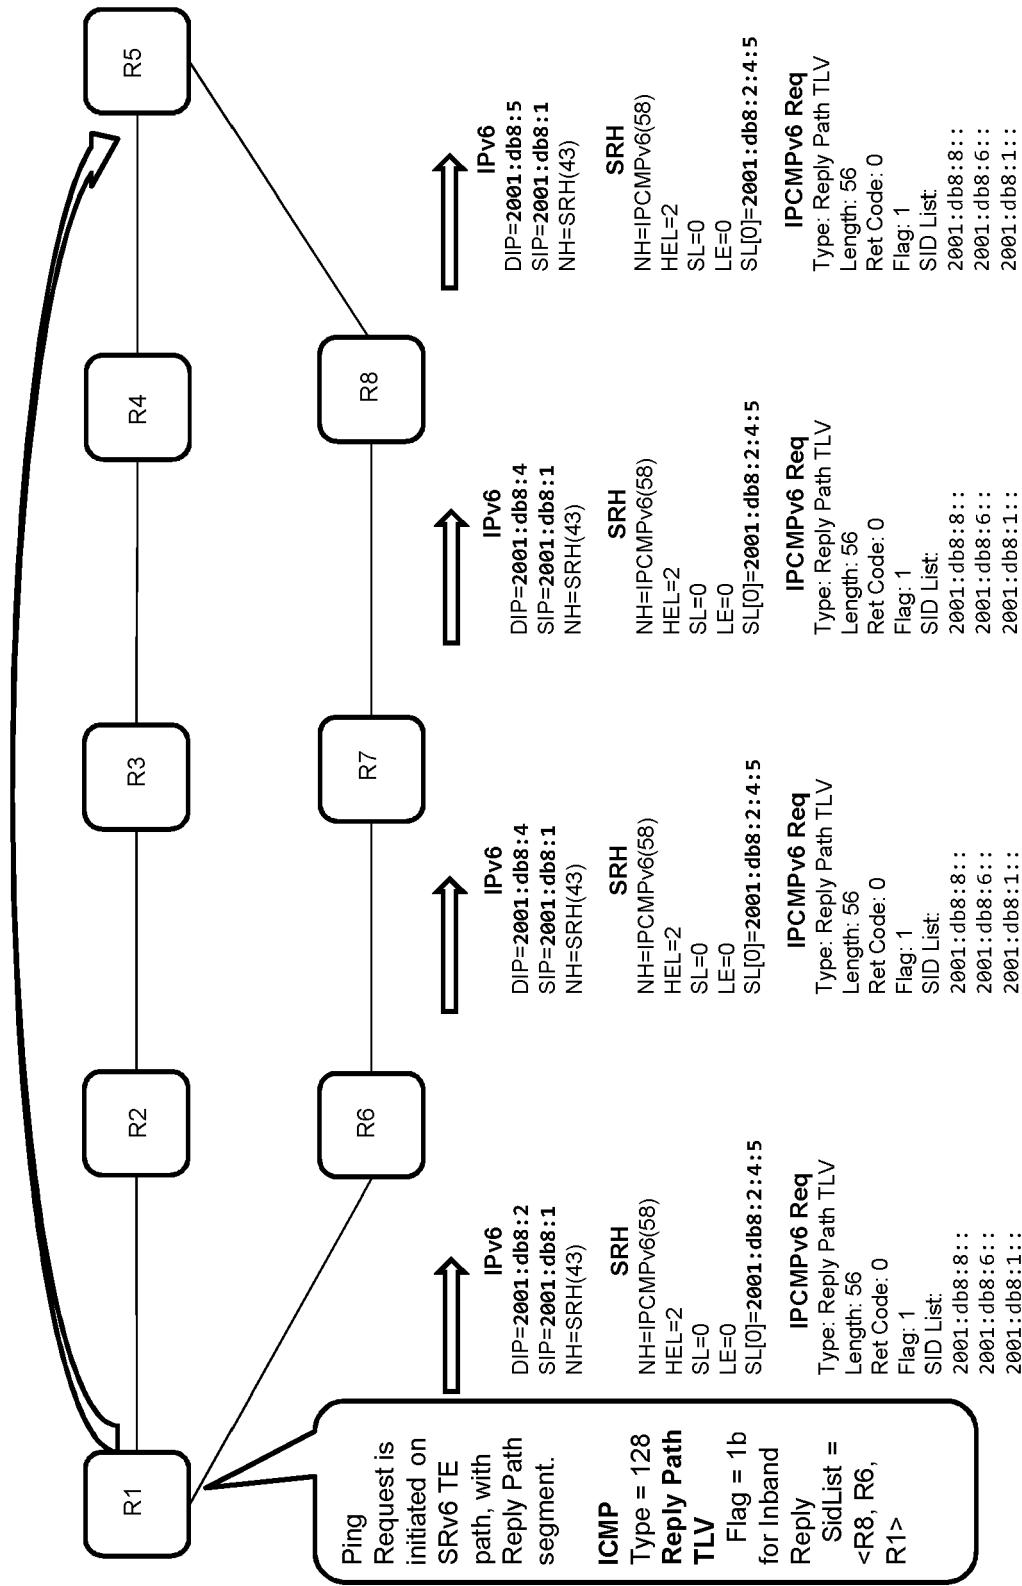 R1
R2
R3
R4
R5
R6
R7
R8
Ping
Request is
initiated on
SRv6 TE
path, with
Reply Path
segment.
ICMP
Type = 128
Reply Path
TLV
Flag = 1b
for Inband
Reply
SidList =
<R8, R6,
R1>
IPv6
DIP=2001:db8:2
SIP=2001:db8:1
NH=SRH(43)
SRH
NH=IPCMPv6(58)
HEL=2
SL=0
LE=0
SL[0]=2001:db8:2:4:5
IPCMPv6 Req
Type: Reply Path TLV
Length: 56
Ret Code: 0
Flag: 1
SID List:
2001:db8:8::
2001:db8:6::
2001:db8:1::
IPv6
DIP=2001:db8:4
SIP=2001:db8:1
NH=SRH(43)
SRH
NH=IPCMPv6(58)
HEL=2
SL=0
LE=0
SL[0]=2001:db8:2:4:5
IPCMPv6 Req
Type: Reply Path TLV
Length: 56
Ret Code: 0
Flag: 1
SID List:
2001:db8:8::
2001:db8:6::
2001:db8:1::
IPv6
DIP=2001:db8:4
SIP=2001:db8:1
NH=SRH(43)
SRH
NH=IPCMPv6(58)
HEL=2
SL=0
LE=0
SL[0]=2001:db8:2:4:5
IPCMPv6 Req
Type: Reply Path TLV
Length: 56
Ret Code: 0
Flag: 1
SID List:
2001:db8:8::
2001:db8:6::
2001:db8:1::
IPv6
DIP=2001:db8:5
SIP=2001:db8:1
NH=SRH(43)
SRH
NH=IPCMPv6(58)
HEL=2
SL=0
LE=0
SL[0]=2001:db8:2:4:5
IPCMPv6 Req
Type: Reply Path TLV
Length: 56
Ret Code: 0
Flag: 1
SID List:
2001:db8:8::
2001:db8:6::
2001:db8:1::